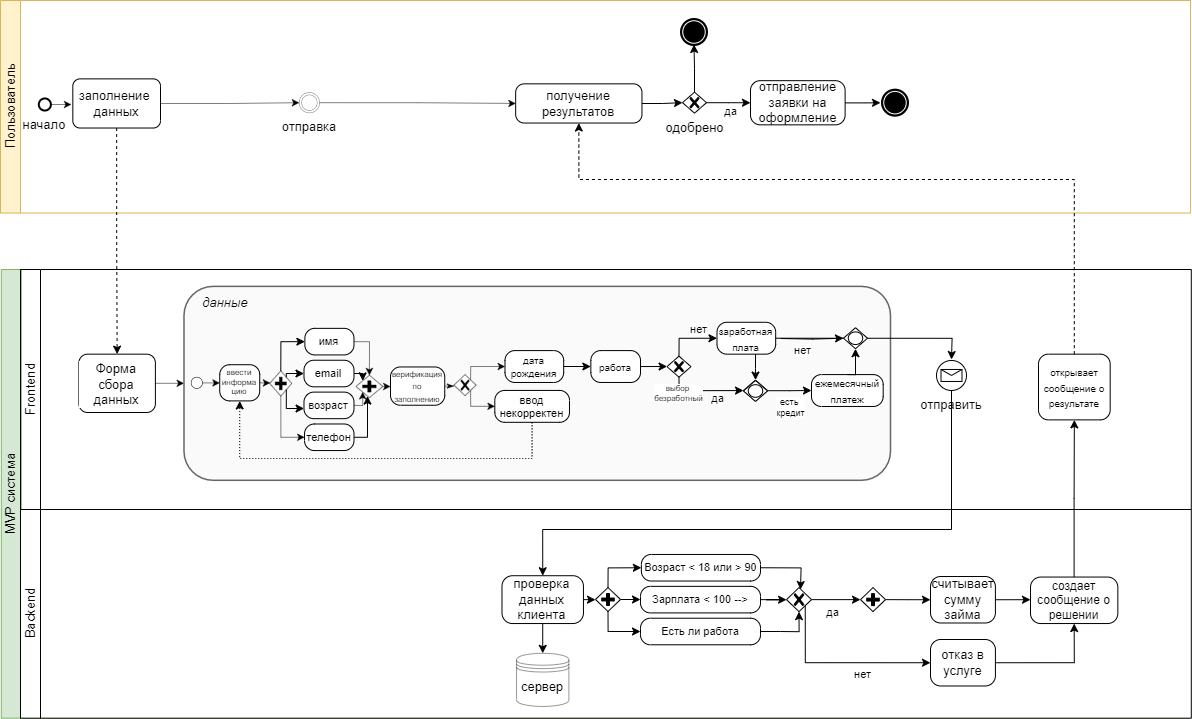 Пользователь
начало
заполнение
данных
отправка
получение
результатов
одобрено
да
отправление
заявки на
оформление
MVP система
Frontend
Форма
сбора
данных
данные
ввести
информа
цию
имя
email
возраст
телефон
верификация
по
заполнению
дата
рождения
ввод
некорректен
работа
выбор
безработный
нет
да
заработная
плата
нет
есть
кредит
ежемесячный
платеж
отправить
открывает
сообщение о
результате
Backend
проверка
данных
клиента
сервер
Возраст < 18 или > 90
Зарплата < 100 -->
Есть ли работа
да
нет
считывает
сумму
займа
отказ в
услуге
создает
сообщение о
решении